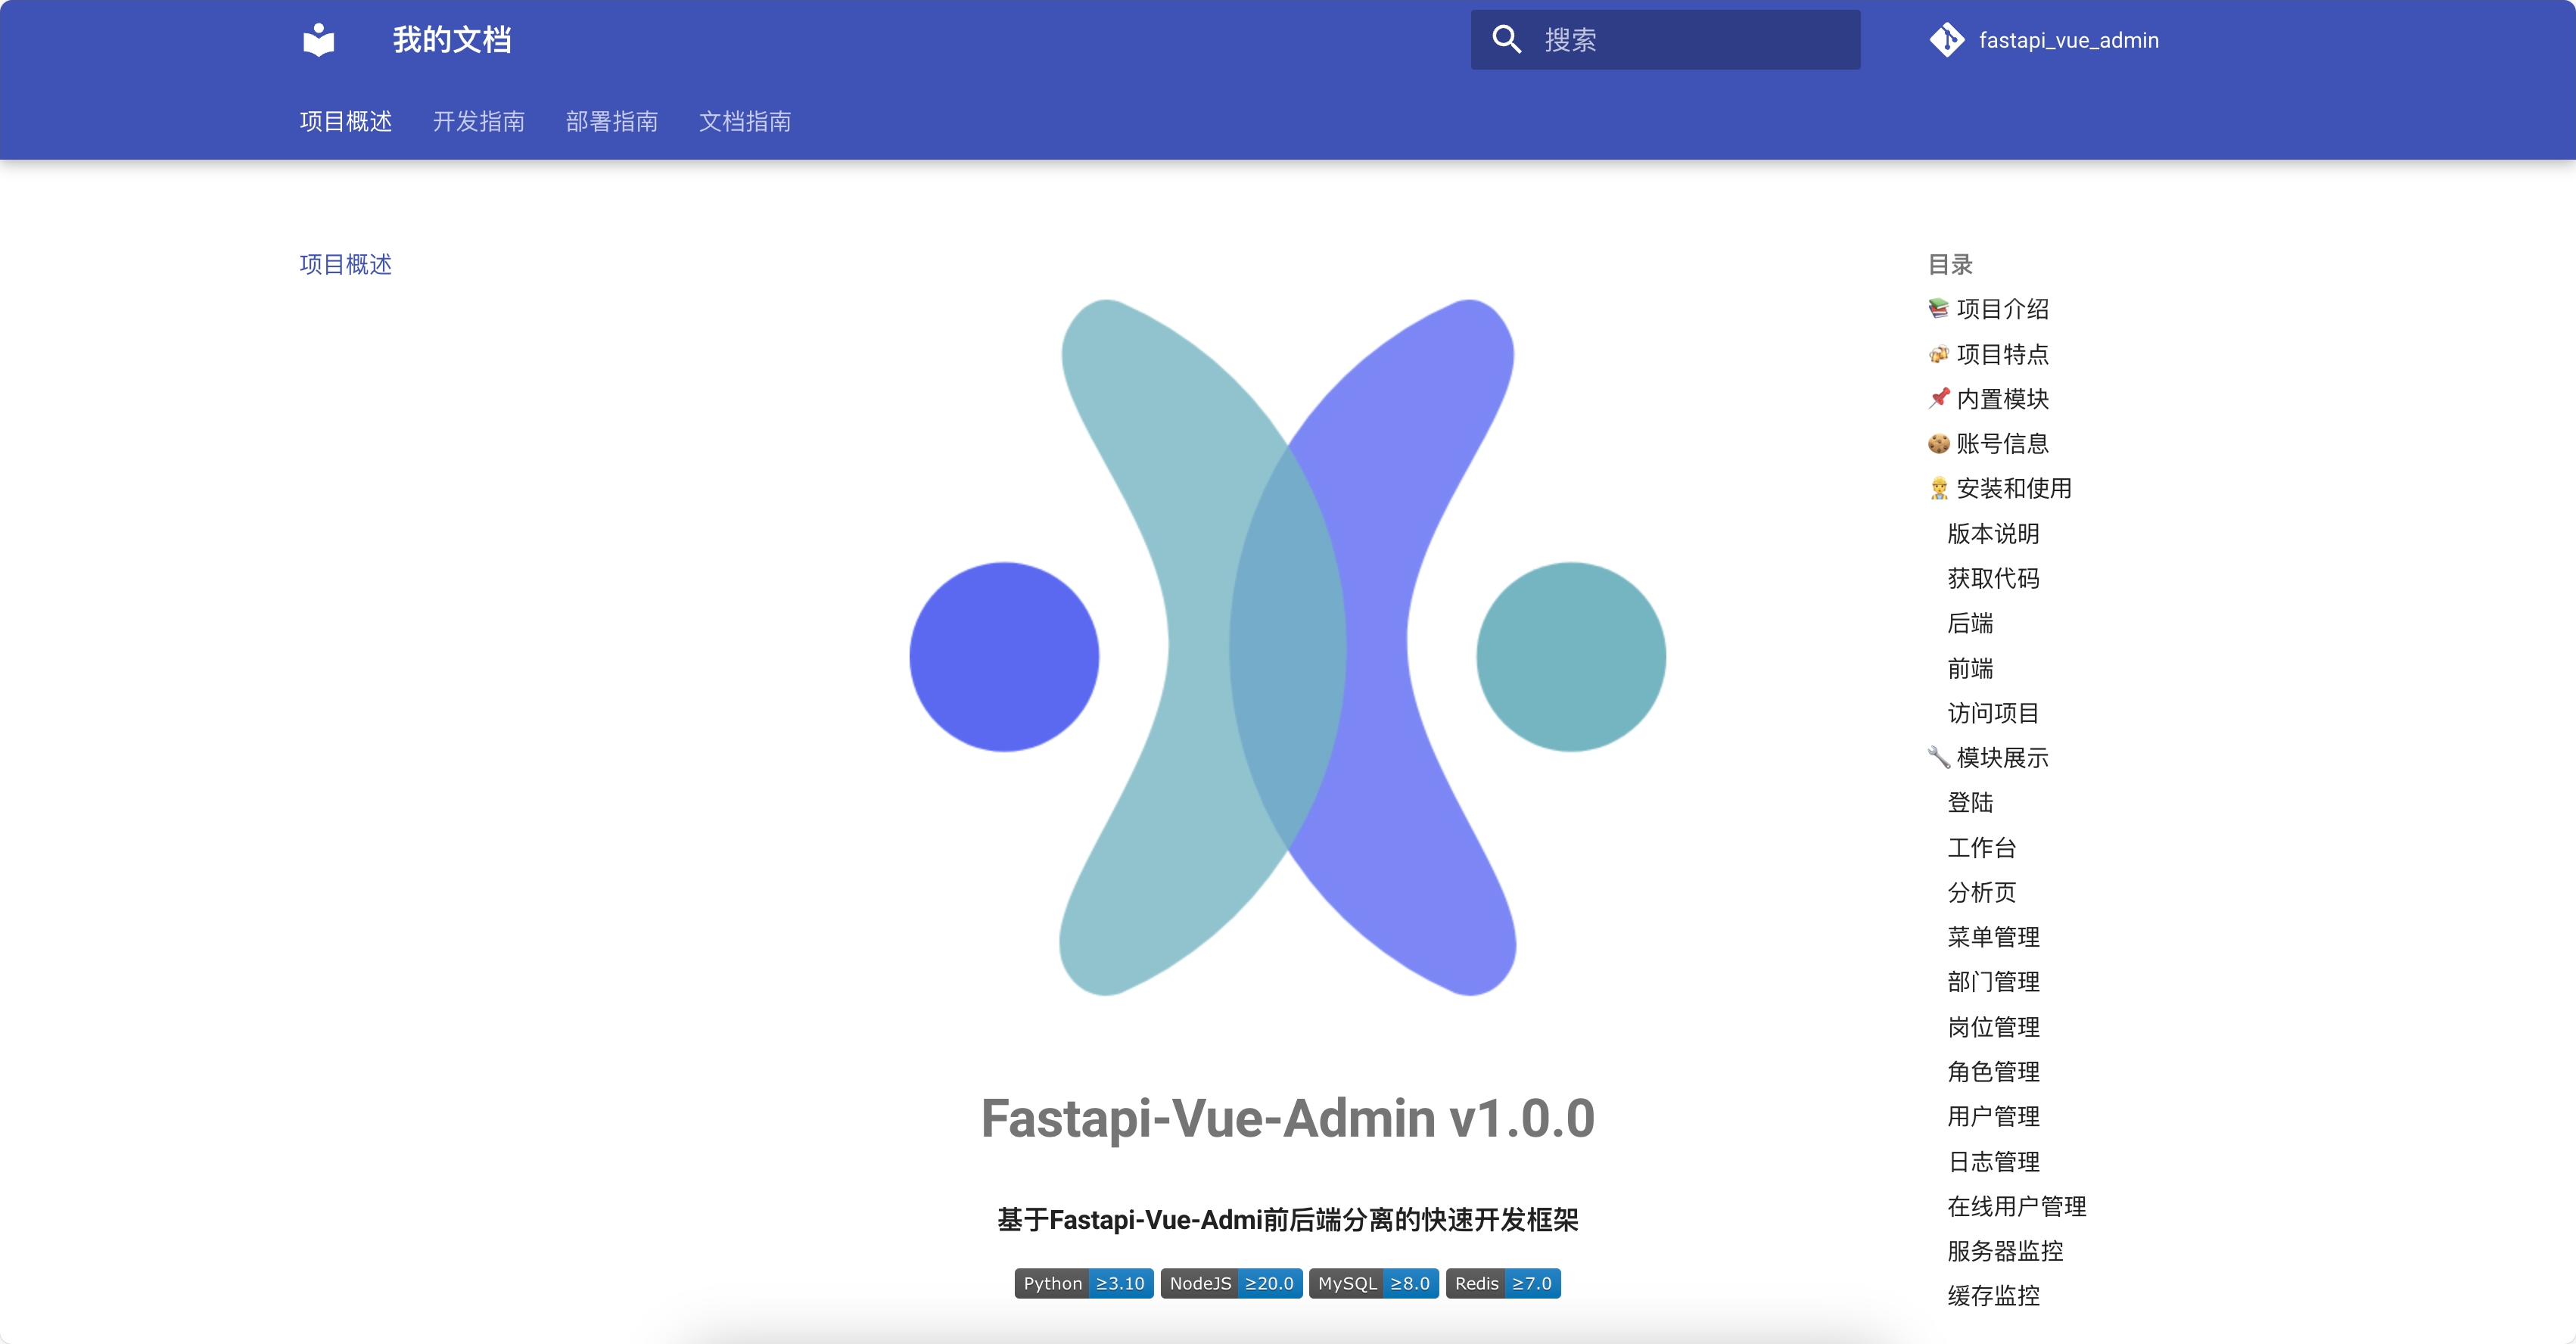 我的文档
搜索
fastapi_vue_admin
项目概述 开发指南 部署指南 文档指南
项目概述
Fastapi-Vue-Admin v1.0.0
基于Fastapi-Vue-Admi前后端分离的快速开发框架
Python ≥3.10 NodeJS ≥20.0 MySQL ≥8.0 Redis ≥7.0
目录
📚 项目介绍
🍻 项目特点
📌 内置模块
🍪 账号信息
👷 安装和使用
版本说明
获取代码
后端
前端
访问项目
🔧 模块展示
登陆
工作台
分析页
菜单管理
部门管理
岗位管理
角色管理
用户管理
日志管理
在线用户管理
服务器监控
缓存监控